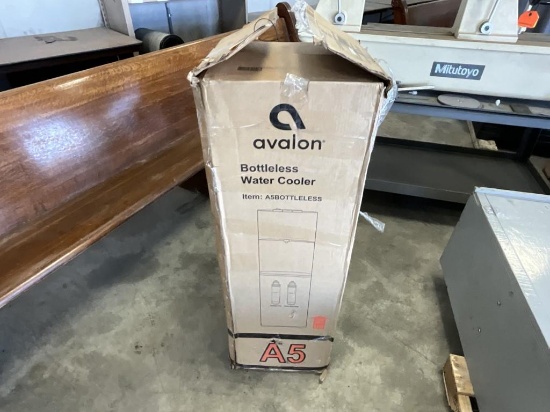 Mitutoyo
avalon
Bottleless
Water Cooler
Item: A5BOTTLELESS
A5